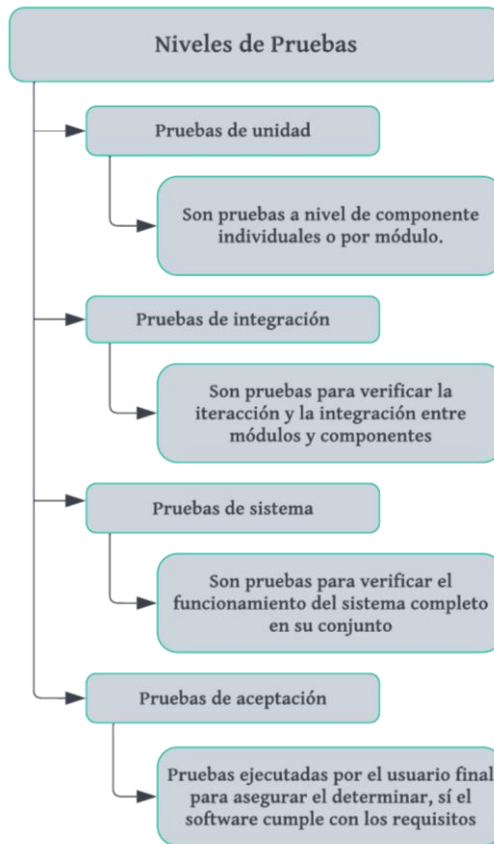 Niveles de Pruebas
Pruebas de unidad
Son pruebas a nivel de componente
individuales o por módulo.
Pruebas de integración
Son pruebas para verificar la
iteracción y la integración entre
módulos y componentes
Pruebas de sistema
Son pruebas para verificar el
funcionamiento del sistema completo
en su conjunto
Pruebas de aceptación
Pruebas ejecutadas por el usuario final
para asegurar el determinar, sí el
software cumple con los requisitos